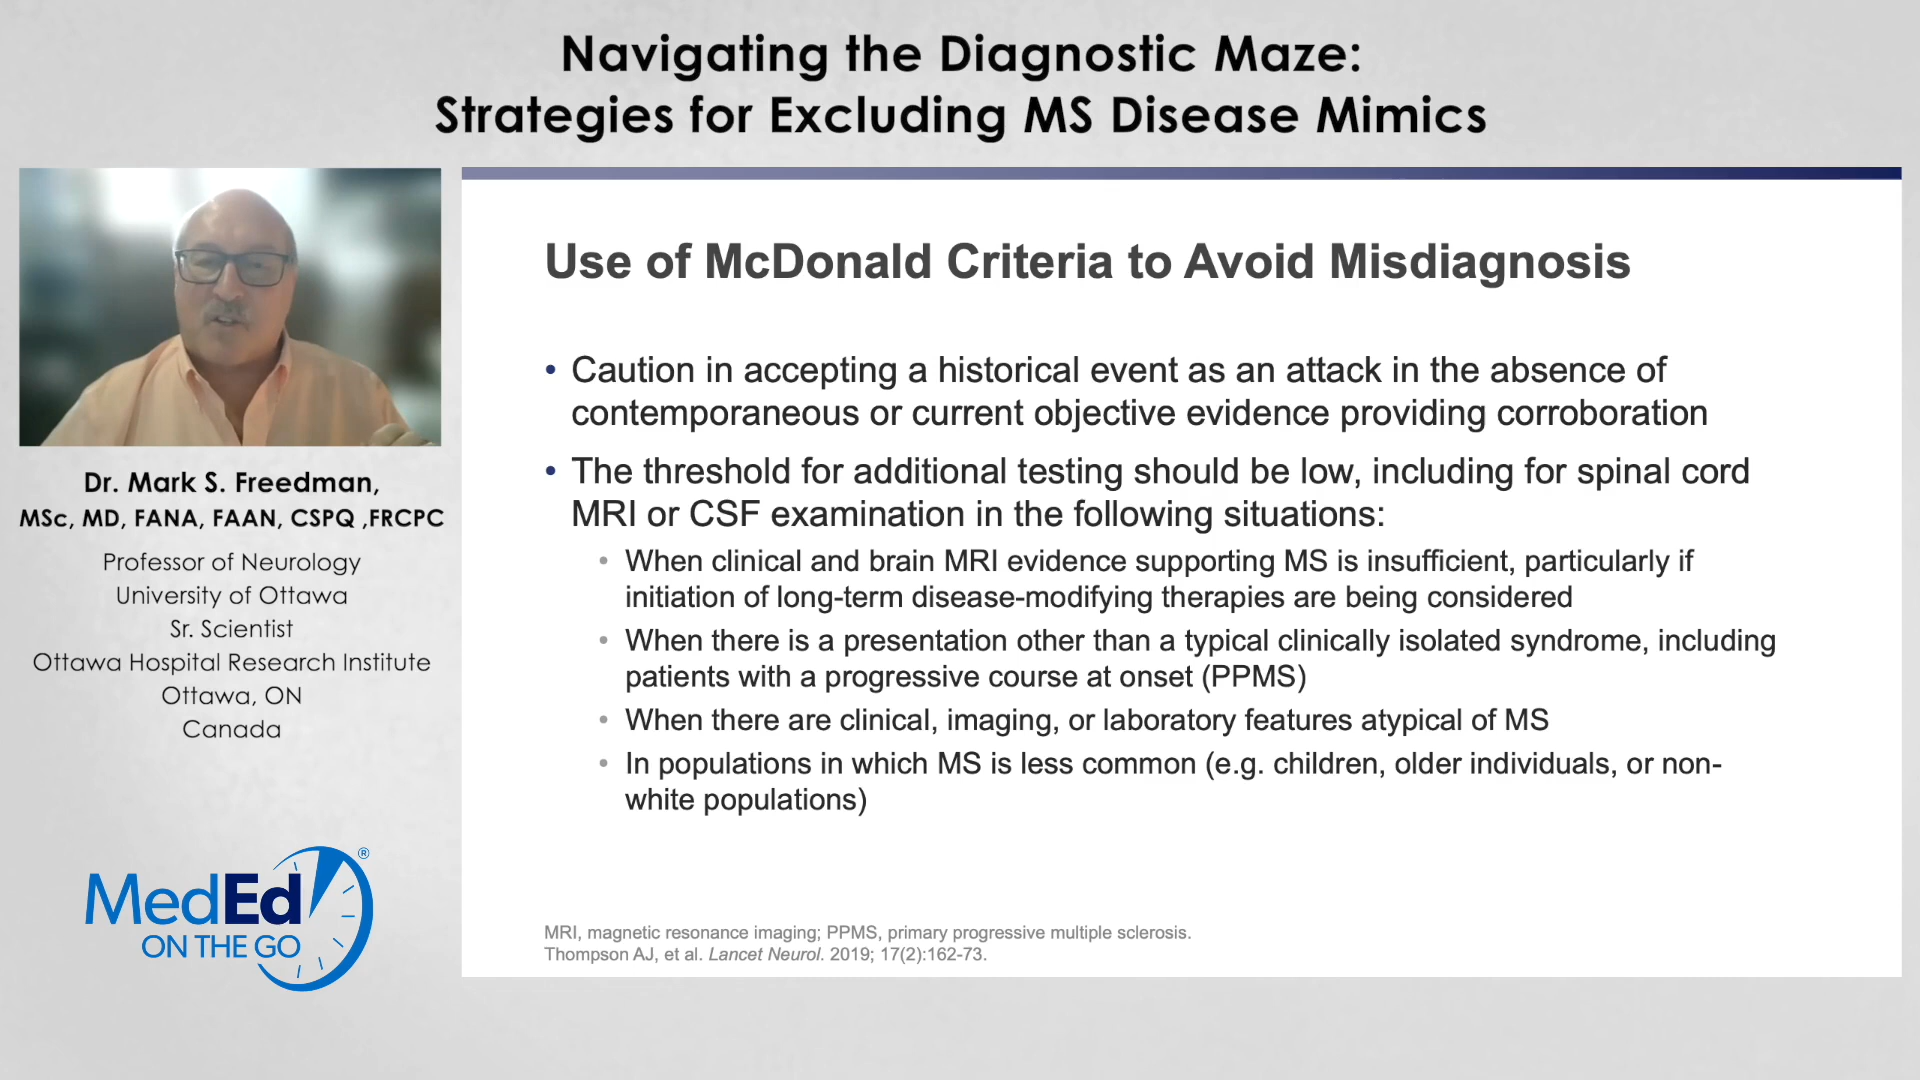 Navigating the Diagnostic Maze:
Strategies for Excluding MS Disease Mimics
Dr. Mark S. Freedman,
MSc, MD, FANA, FAAN, CSPQ ,FRCPC
Professor of Neurology
University of Ottawa
Sr. Scientist
Ottawa Hospital Research Institute
Ottawa, ON
Canada
MedEd®
ON THE GO
Use of McDonald Criteria to Avoid Misdiagnosis
• Caution in accepting a historical event as an attack in the absence of
contemporaneous or current objective evidence providing corroboration
• The threshold for additional testing should be low, including for spinal cord
MRI or CSF examination in the following situations:
• When clinical and brain MRI evidence supporting MS is insufficient, particularly if
initiation of long-term disease-modifying therapies are being considered
• When there is a presentation other than a typical clinically isolated syndrome, including
patients with a progressive course at onset (PPMS)
• When there are clinical, imaging, or laboratory features atypical of MS
• In populations in which MS is less common (e.g. children, older individuals, or non-
white populations)
MRI, magnetic resonance imaging; PPMS, primary progressive multiple sclerosis.
Thompson AJ, et al. Lancet Neurol. 2019; 17(2):162-73.